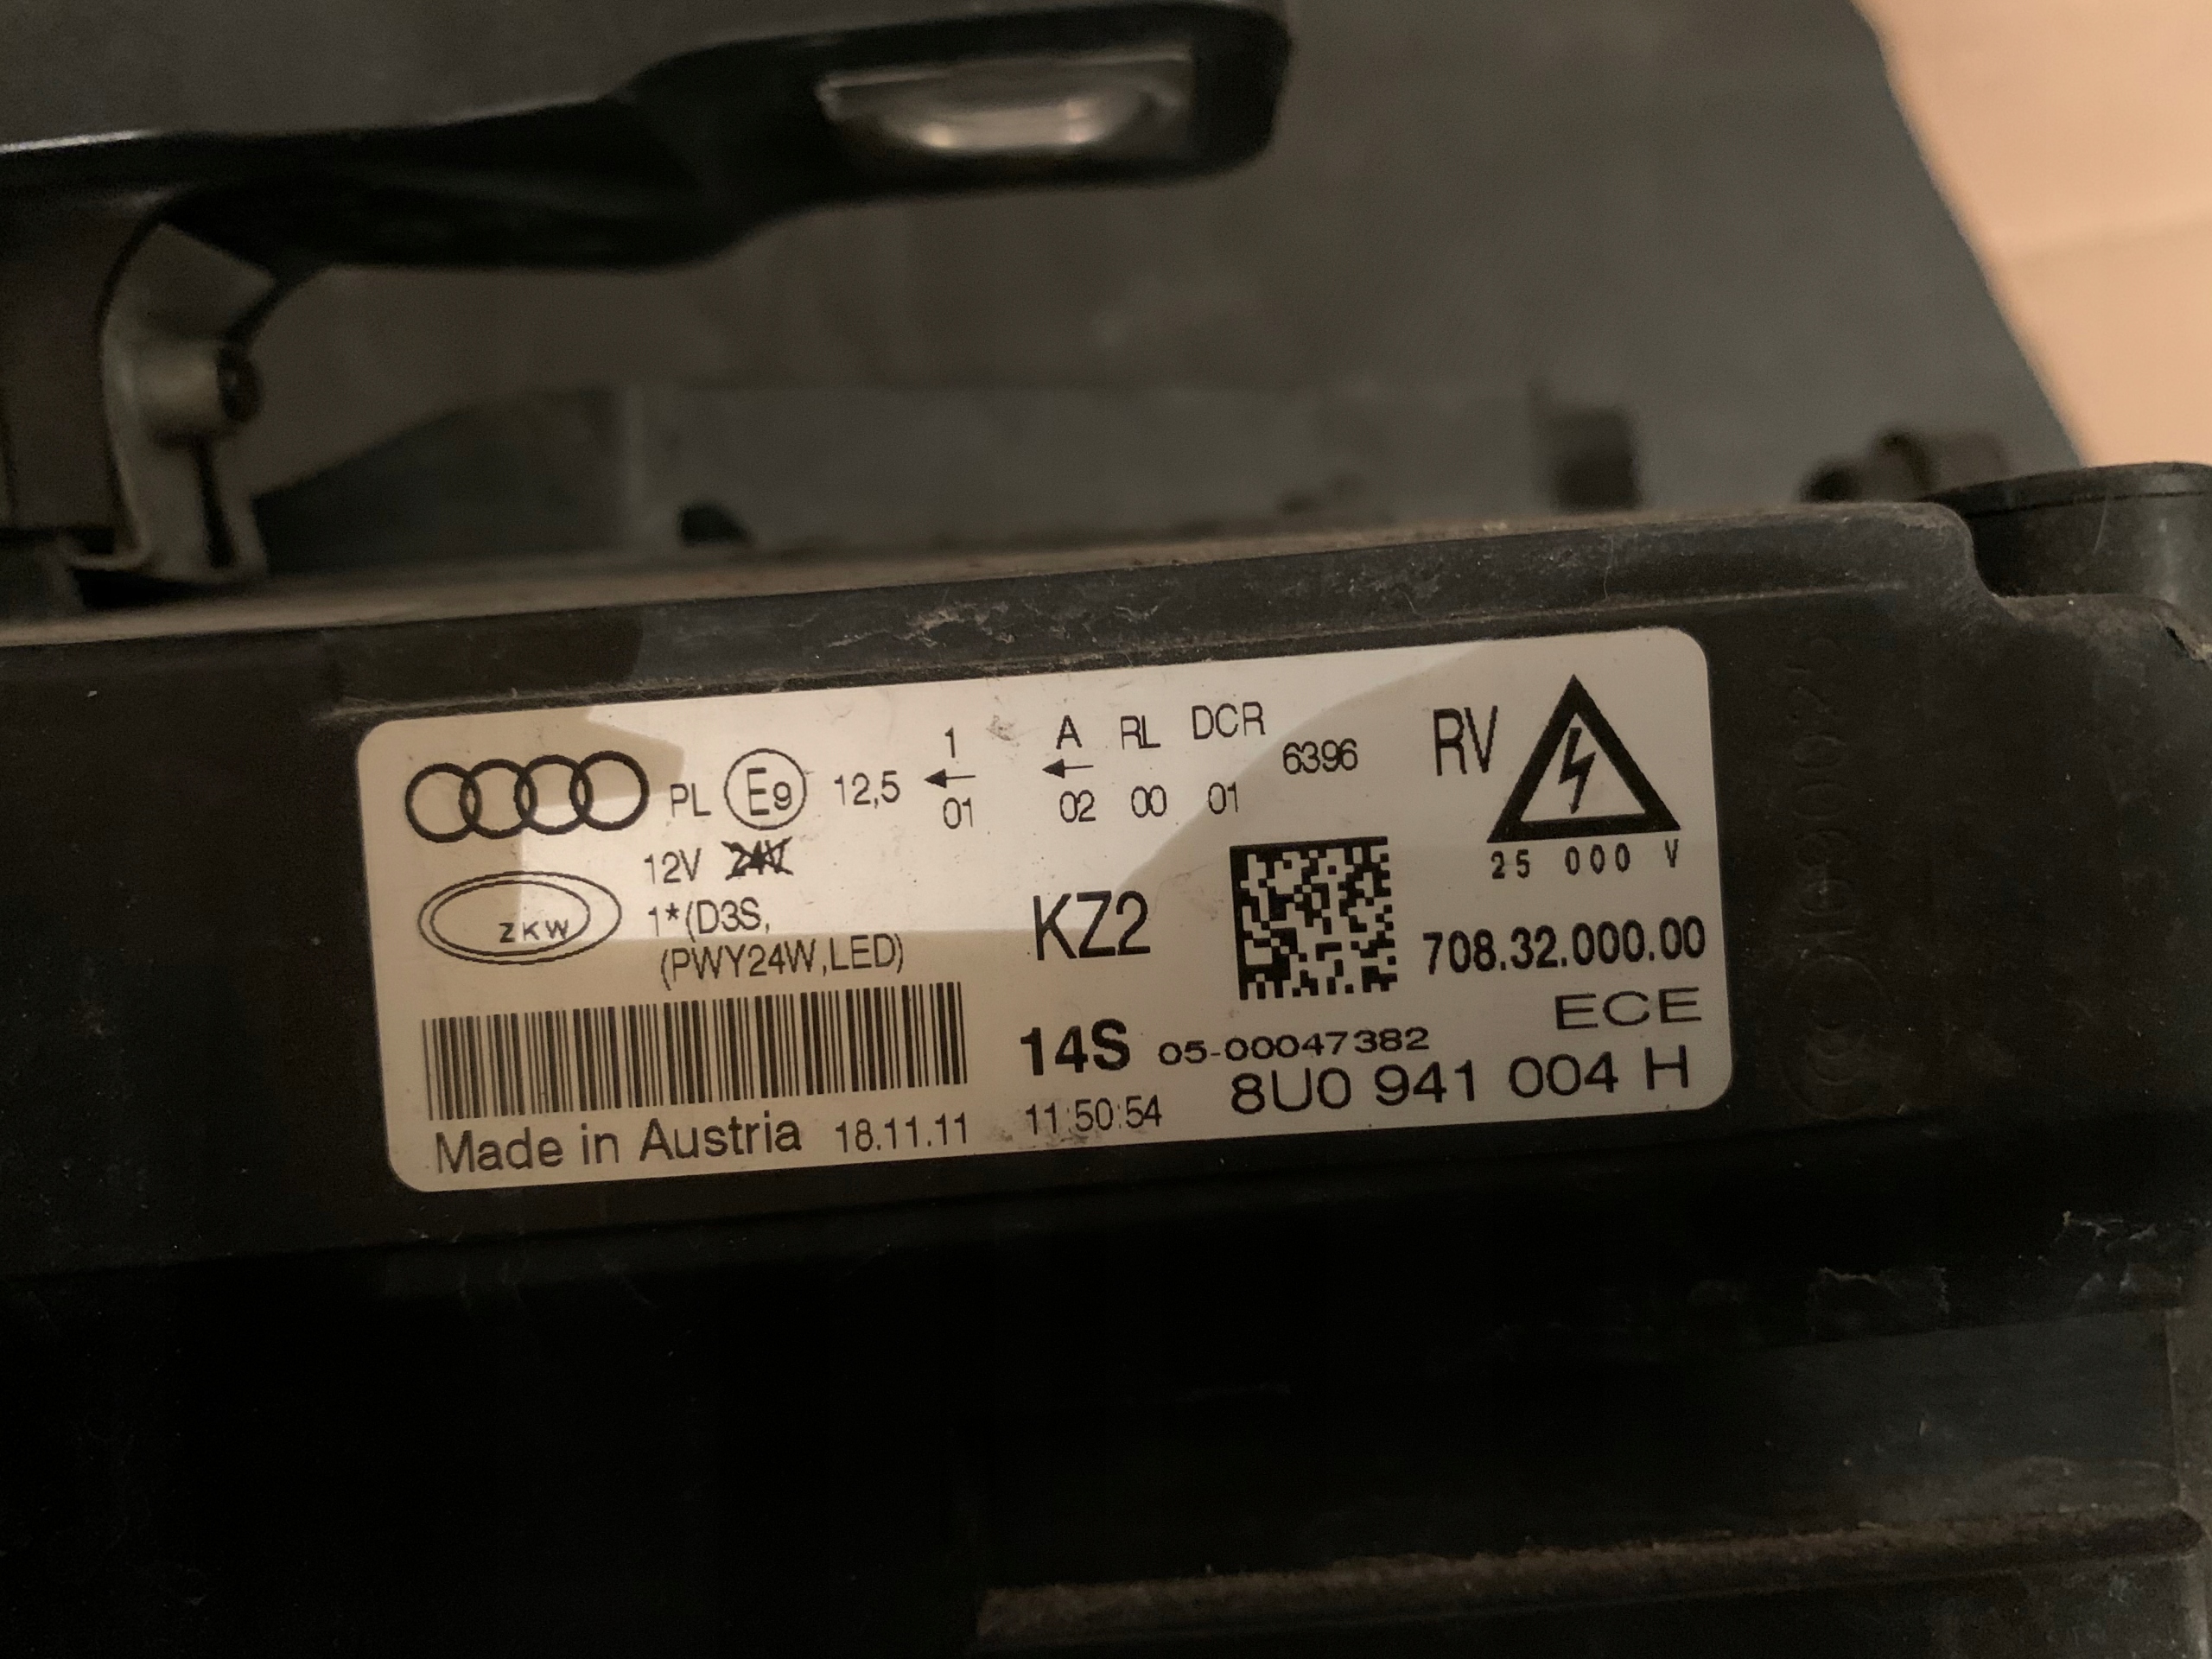 PL E9 12,5 1 A RL DCR 6396 RV
01 02 00 01
12V 24V
25 000 V
ZKW 1*(D3S,
(PWY24W,LED)
KZ2
708.32.000.00
ECE
14S 05-00047382
8U0 941 004 H
Made in Austria 18.11.11 11:50:54